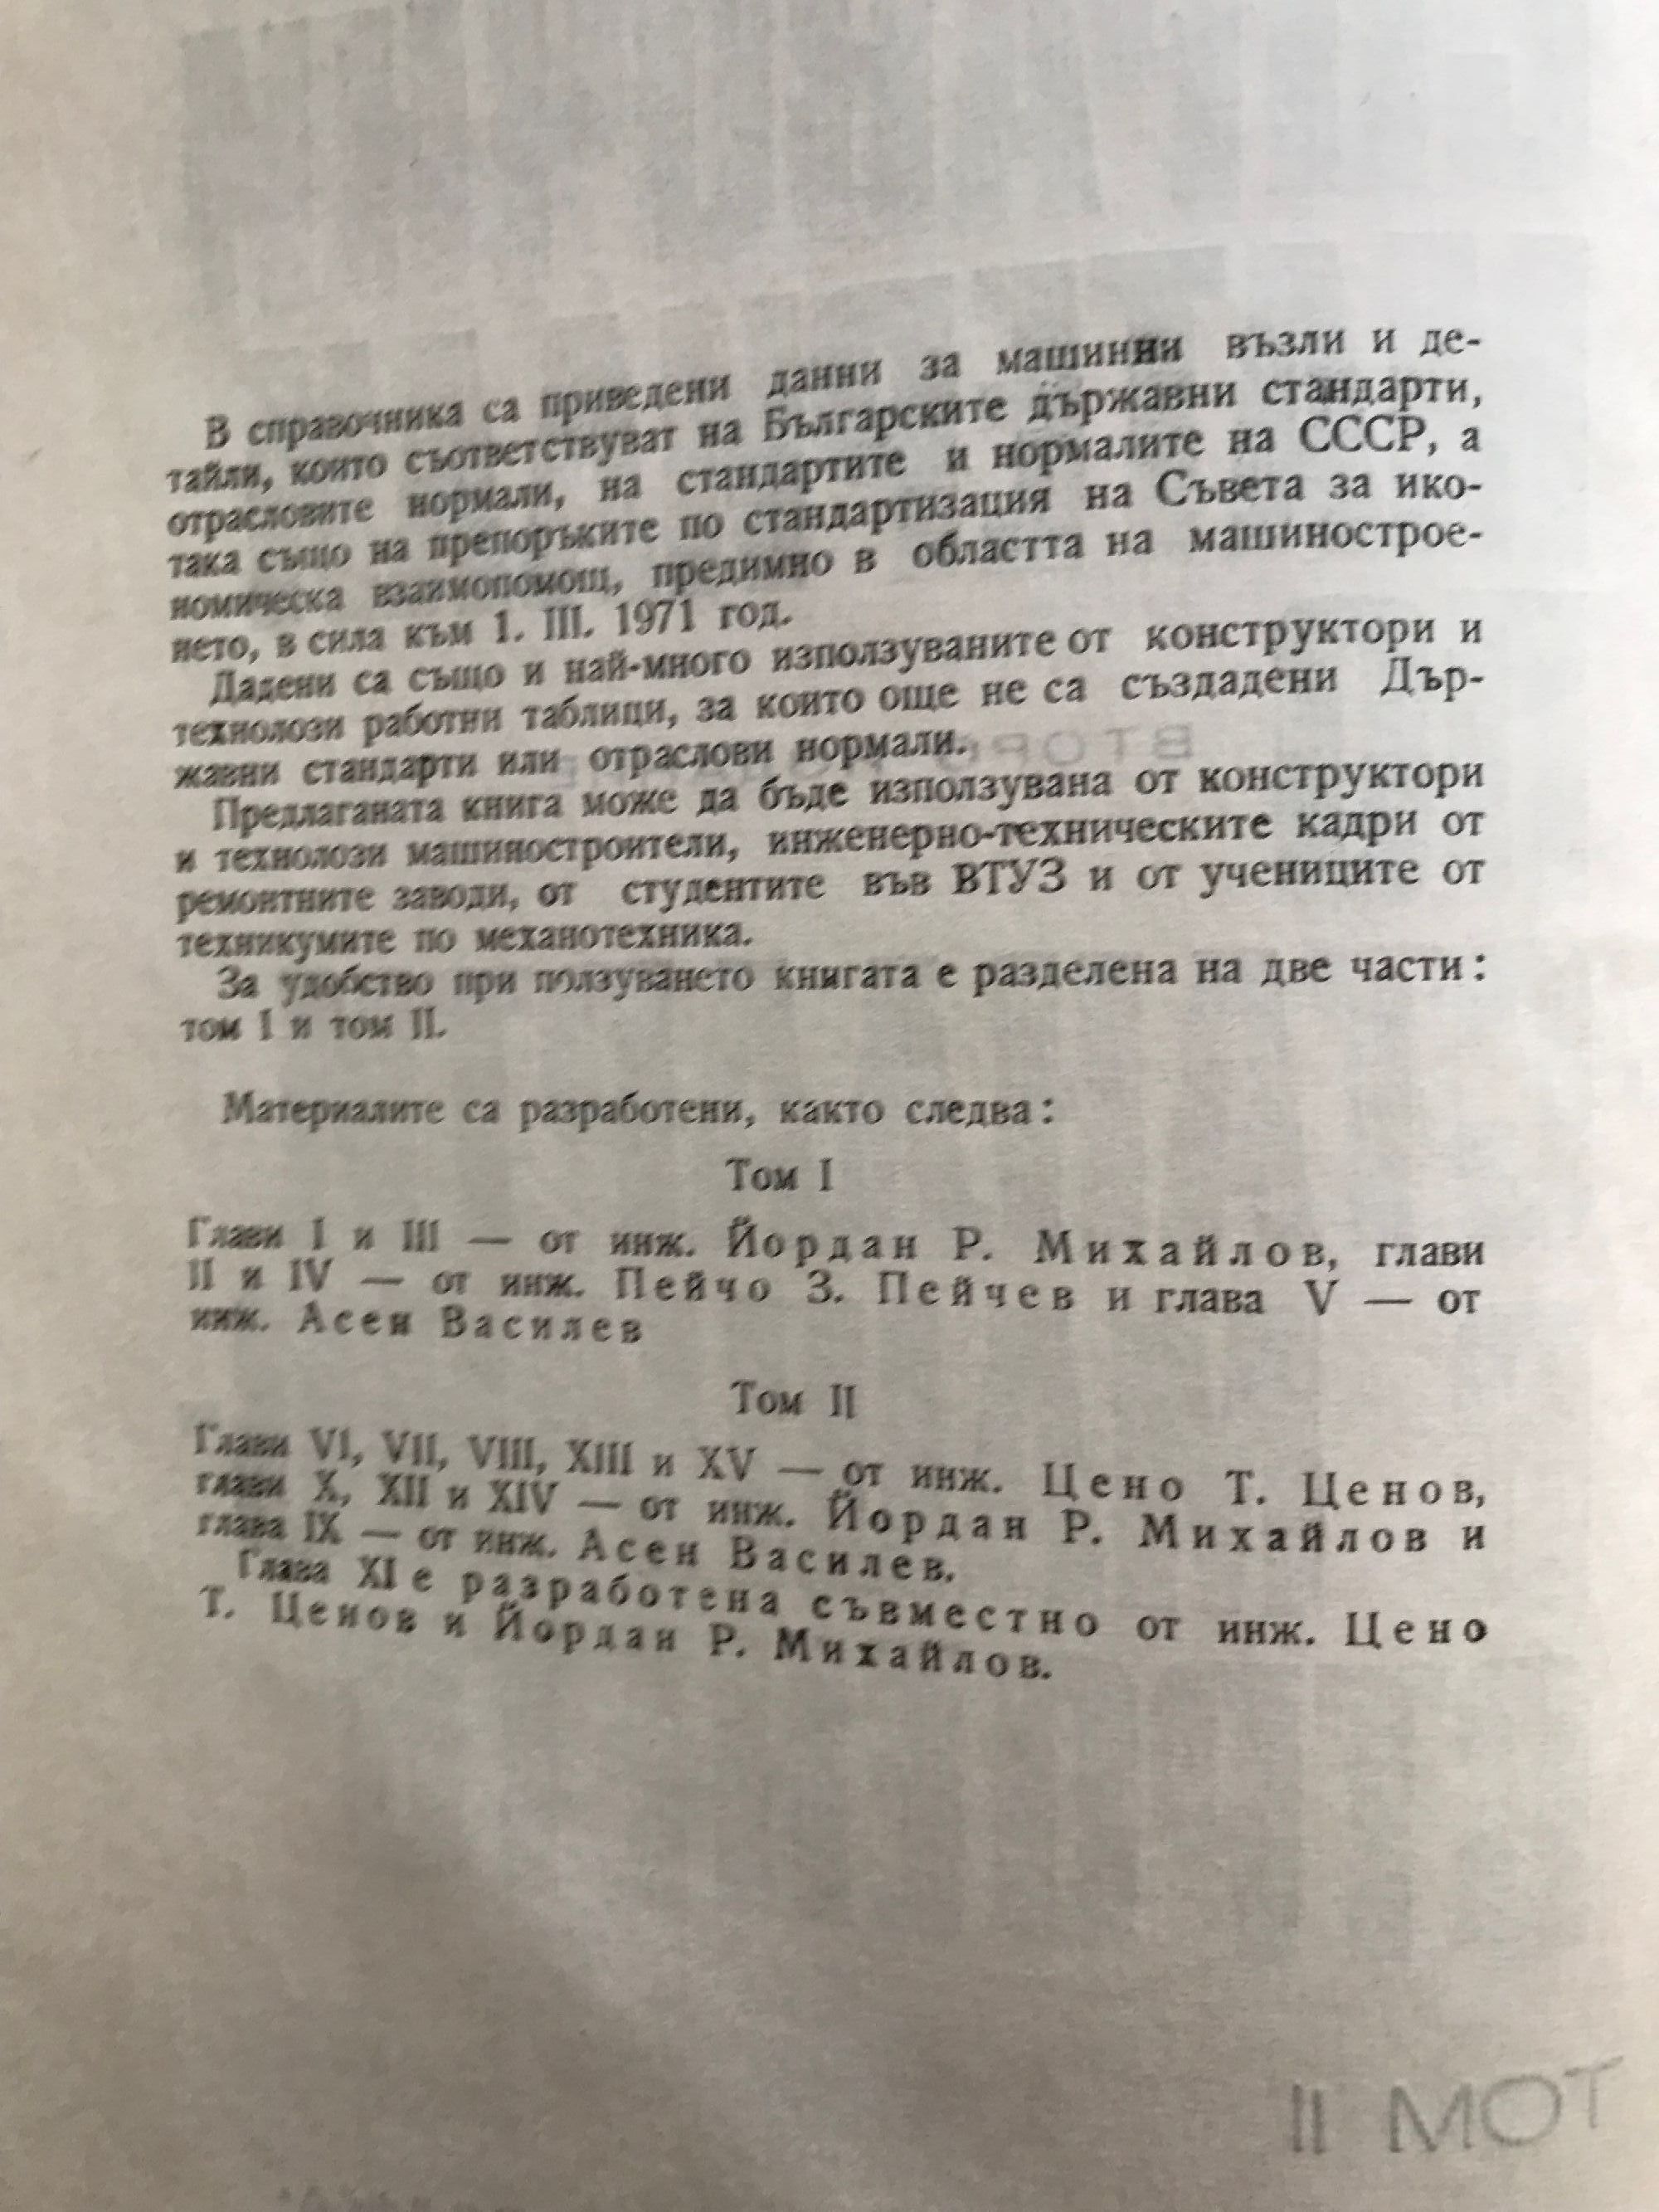 В справочника са приведени данни за машинни възли и де-
тайли, които съответствуват на Българските държавни стандарти,
отрасловите нормали, на стандартите и нормалите на СССР, а
така също на препоръките по стандартизация на Съвета за ико-
номическа взаимопомощ, предимно в областта на машинострое-
нето, в сила към 1. III. 1971 год.
Дадени са също и най-много използуваните от конструктори и
технолози работни таблици, за които още не са създадени Дър-
жавни стандарти или отраслови нормали.
Предлаганата книга може да бъде използувана от конструктори
и технолози машиностроители, инженерно-техническите кадри от
ремонтните заводи, от студентите във ВТУЗ и от учениците от
техникумите по механотехника.
За удобство при ползуването книгата е разделена на две части:
том I и том II.
Материалите са разработени, както следва:
Том I
Глави I и III — от инж. Йордан Р. Михайлов, глави
II и IV — от инж. Пейчо З. Пейчев и глава V — от
инж. Асен Василев
Том II
Глави VI, VII, VIII, XIII и XV — от инж. Цено Т. Ценов,
глави X, XII и XIV — от инж. Йордан Р. Михайлов и
глава IX — от инж. Асен Василев.
Глава XI е разработена съвместно от инж. Цено
Т. Ценов и Йордан Р. Михайлов.
II МОТ